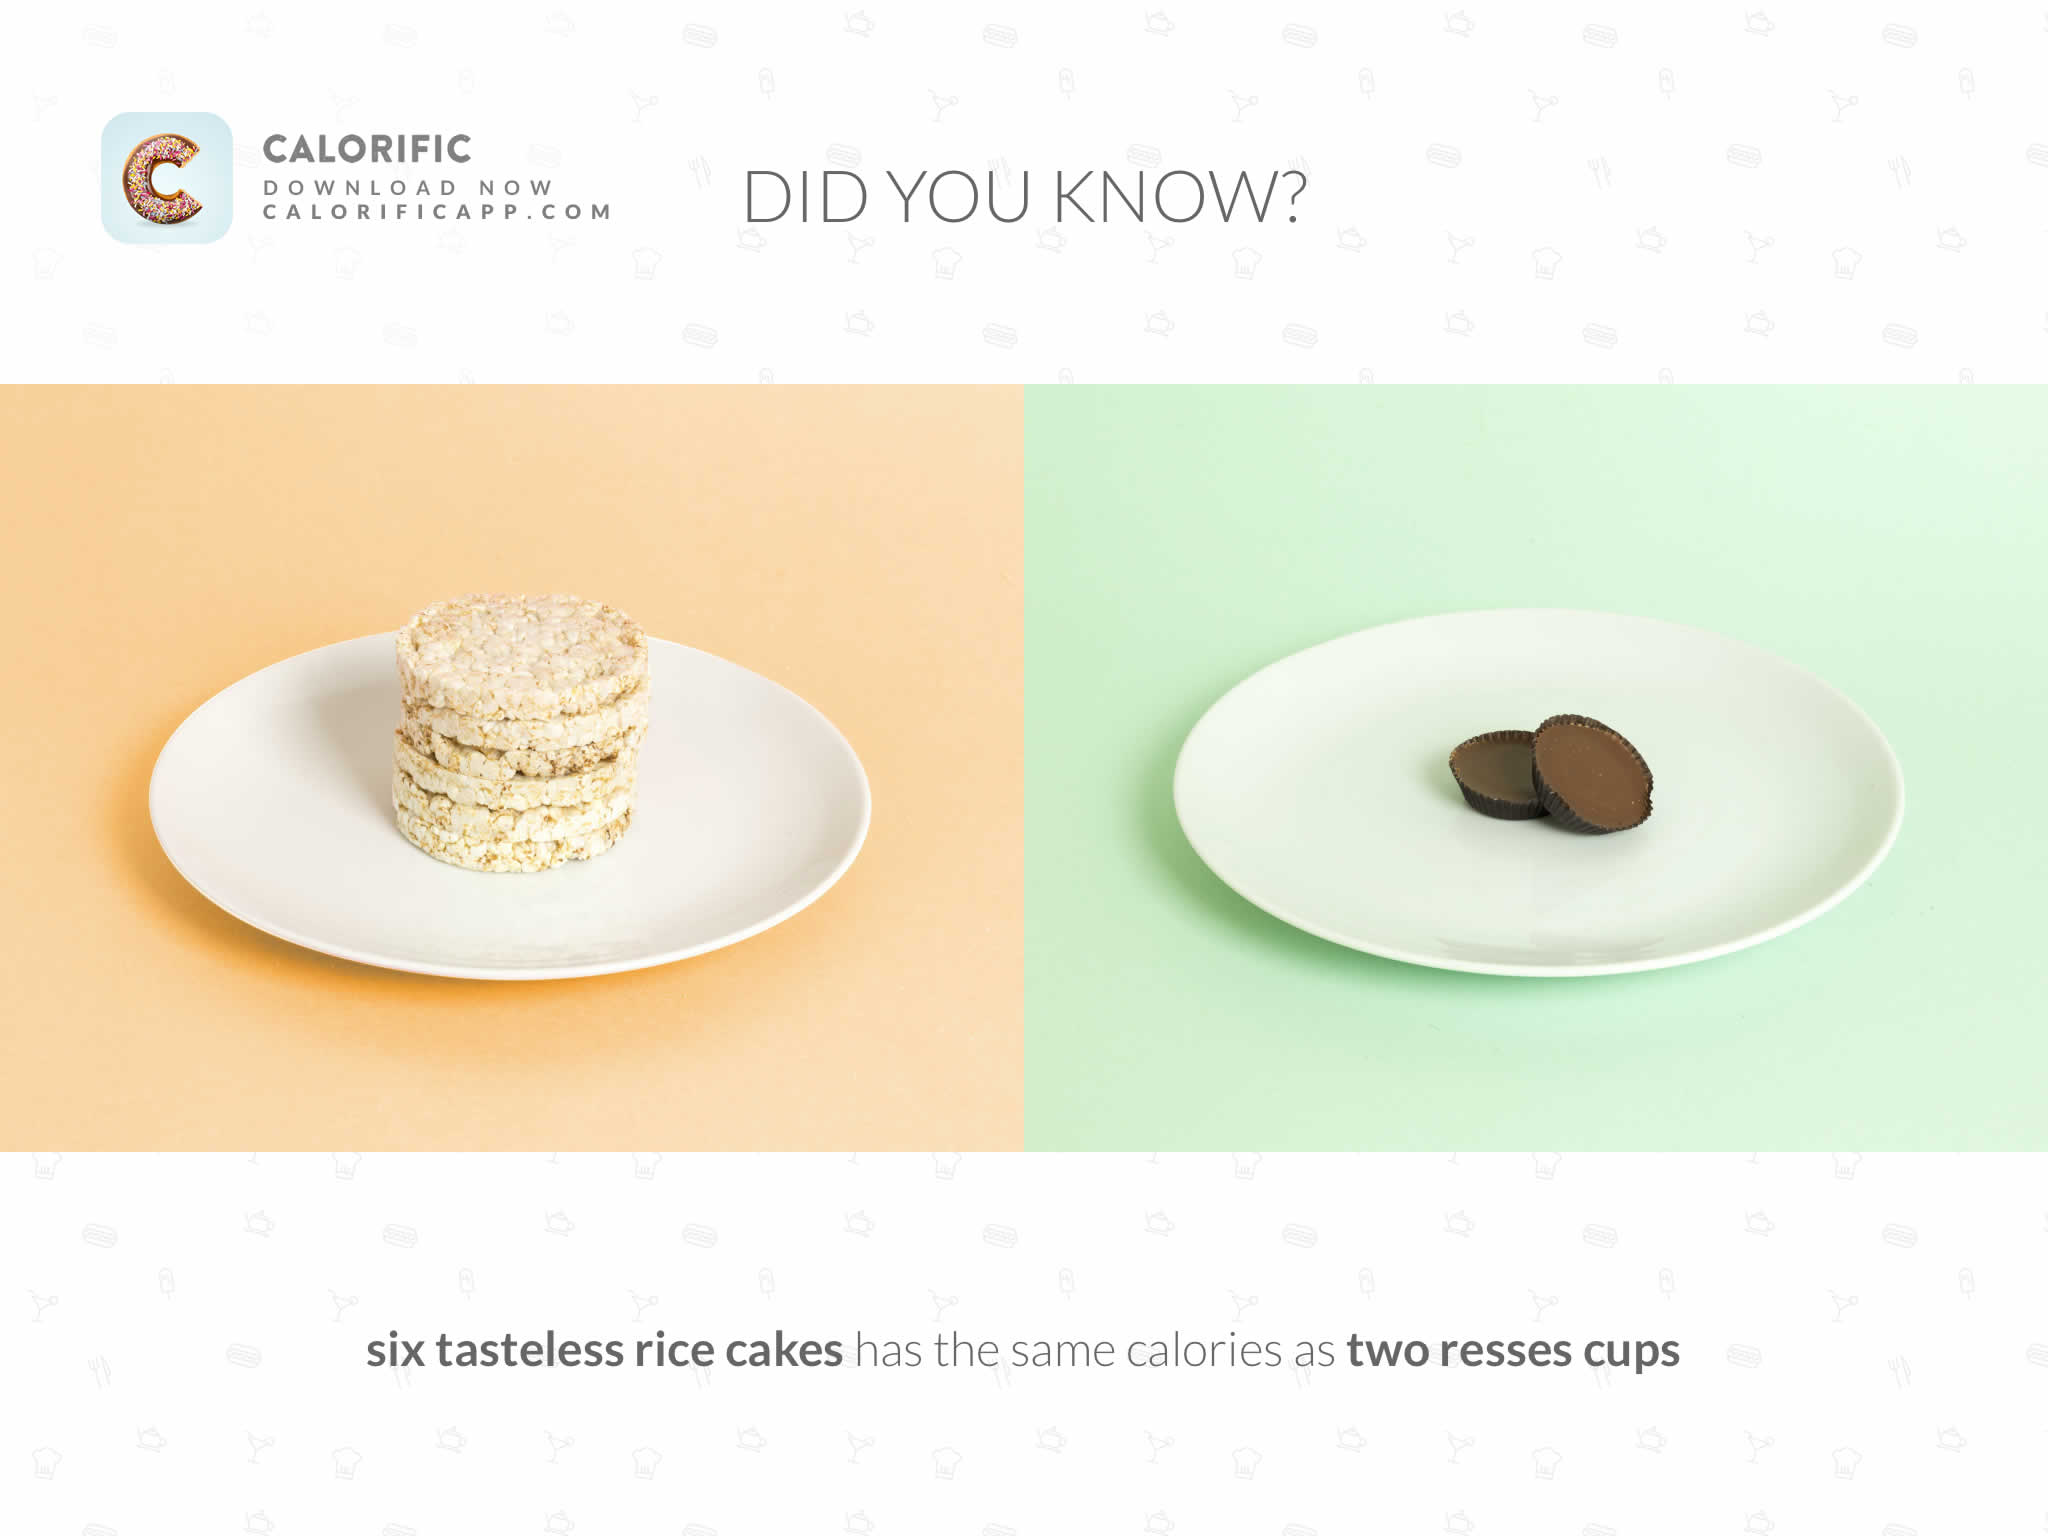 CALORIFIC
DOWNLOAD NOW
CALORIFICAPP.COM
DID YOU KNOW?
six tasteless rice cakes has the same calories as two resses cups